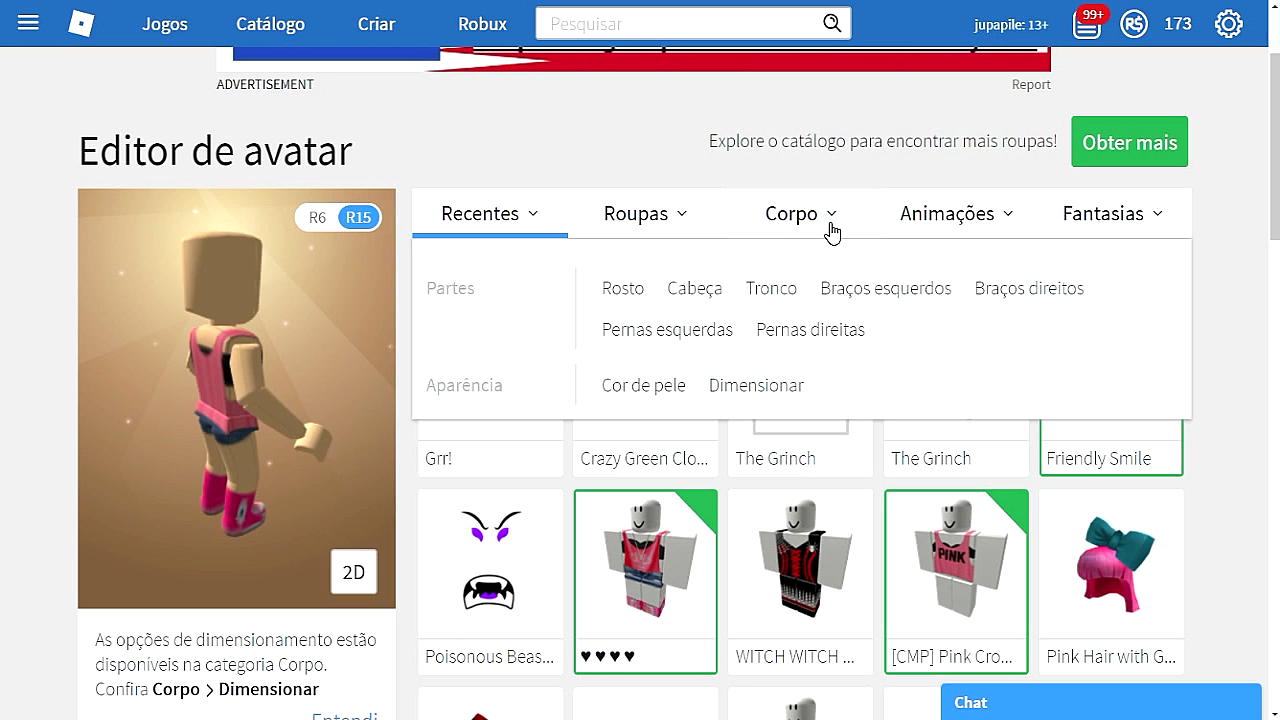 Jogos Catálogo Criar Robux Pesquisar jupapile: 13+ 99+ R$ 173
ADVERTISEMENT Report
Editor de avatar Explore o catálogo para encontrar mais roupas! Obter mais
R6 R15 Recentes Roupas Corpo Animações Fantasias
Partes Rosto Cabeça Tronco Braços esquerdos Braços direitos
Pernas esquerdas Pernas direitas
Aparência Cor de pele Dimensionar
Grr! Crazy Green Clo... The Grinch The Grinch Friendly Smile
PINK
2D
As opções de dimensionamento estão
disponíveis na categoria Corpo.
Confira Corpo > Dimensionar
Poisonous Beas... ♥ ♥ ♥ ♥ WITCH WITCH ... [CMP] Pink Cro... Pink Hair with G...
Entendi
Chat